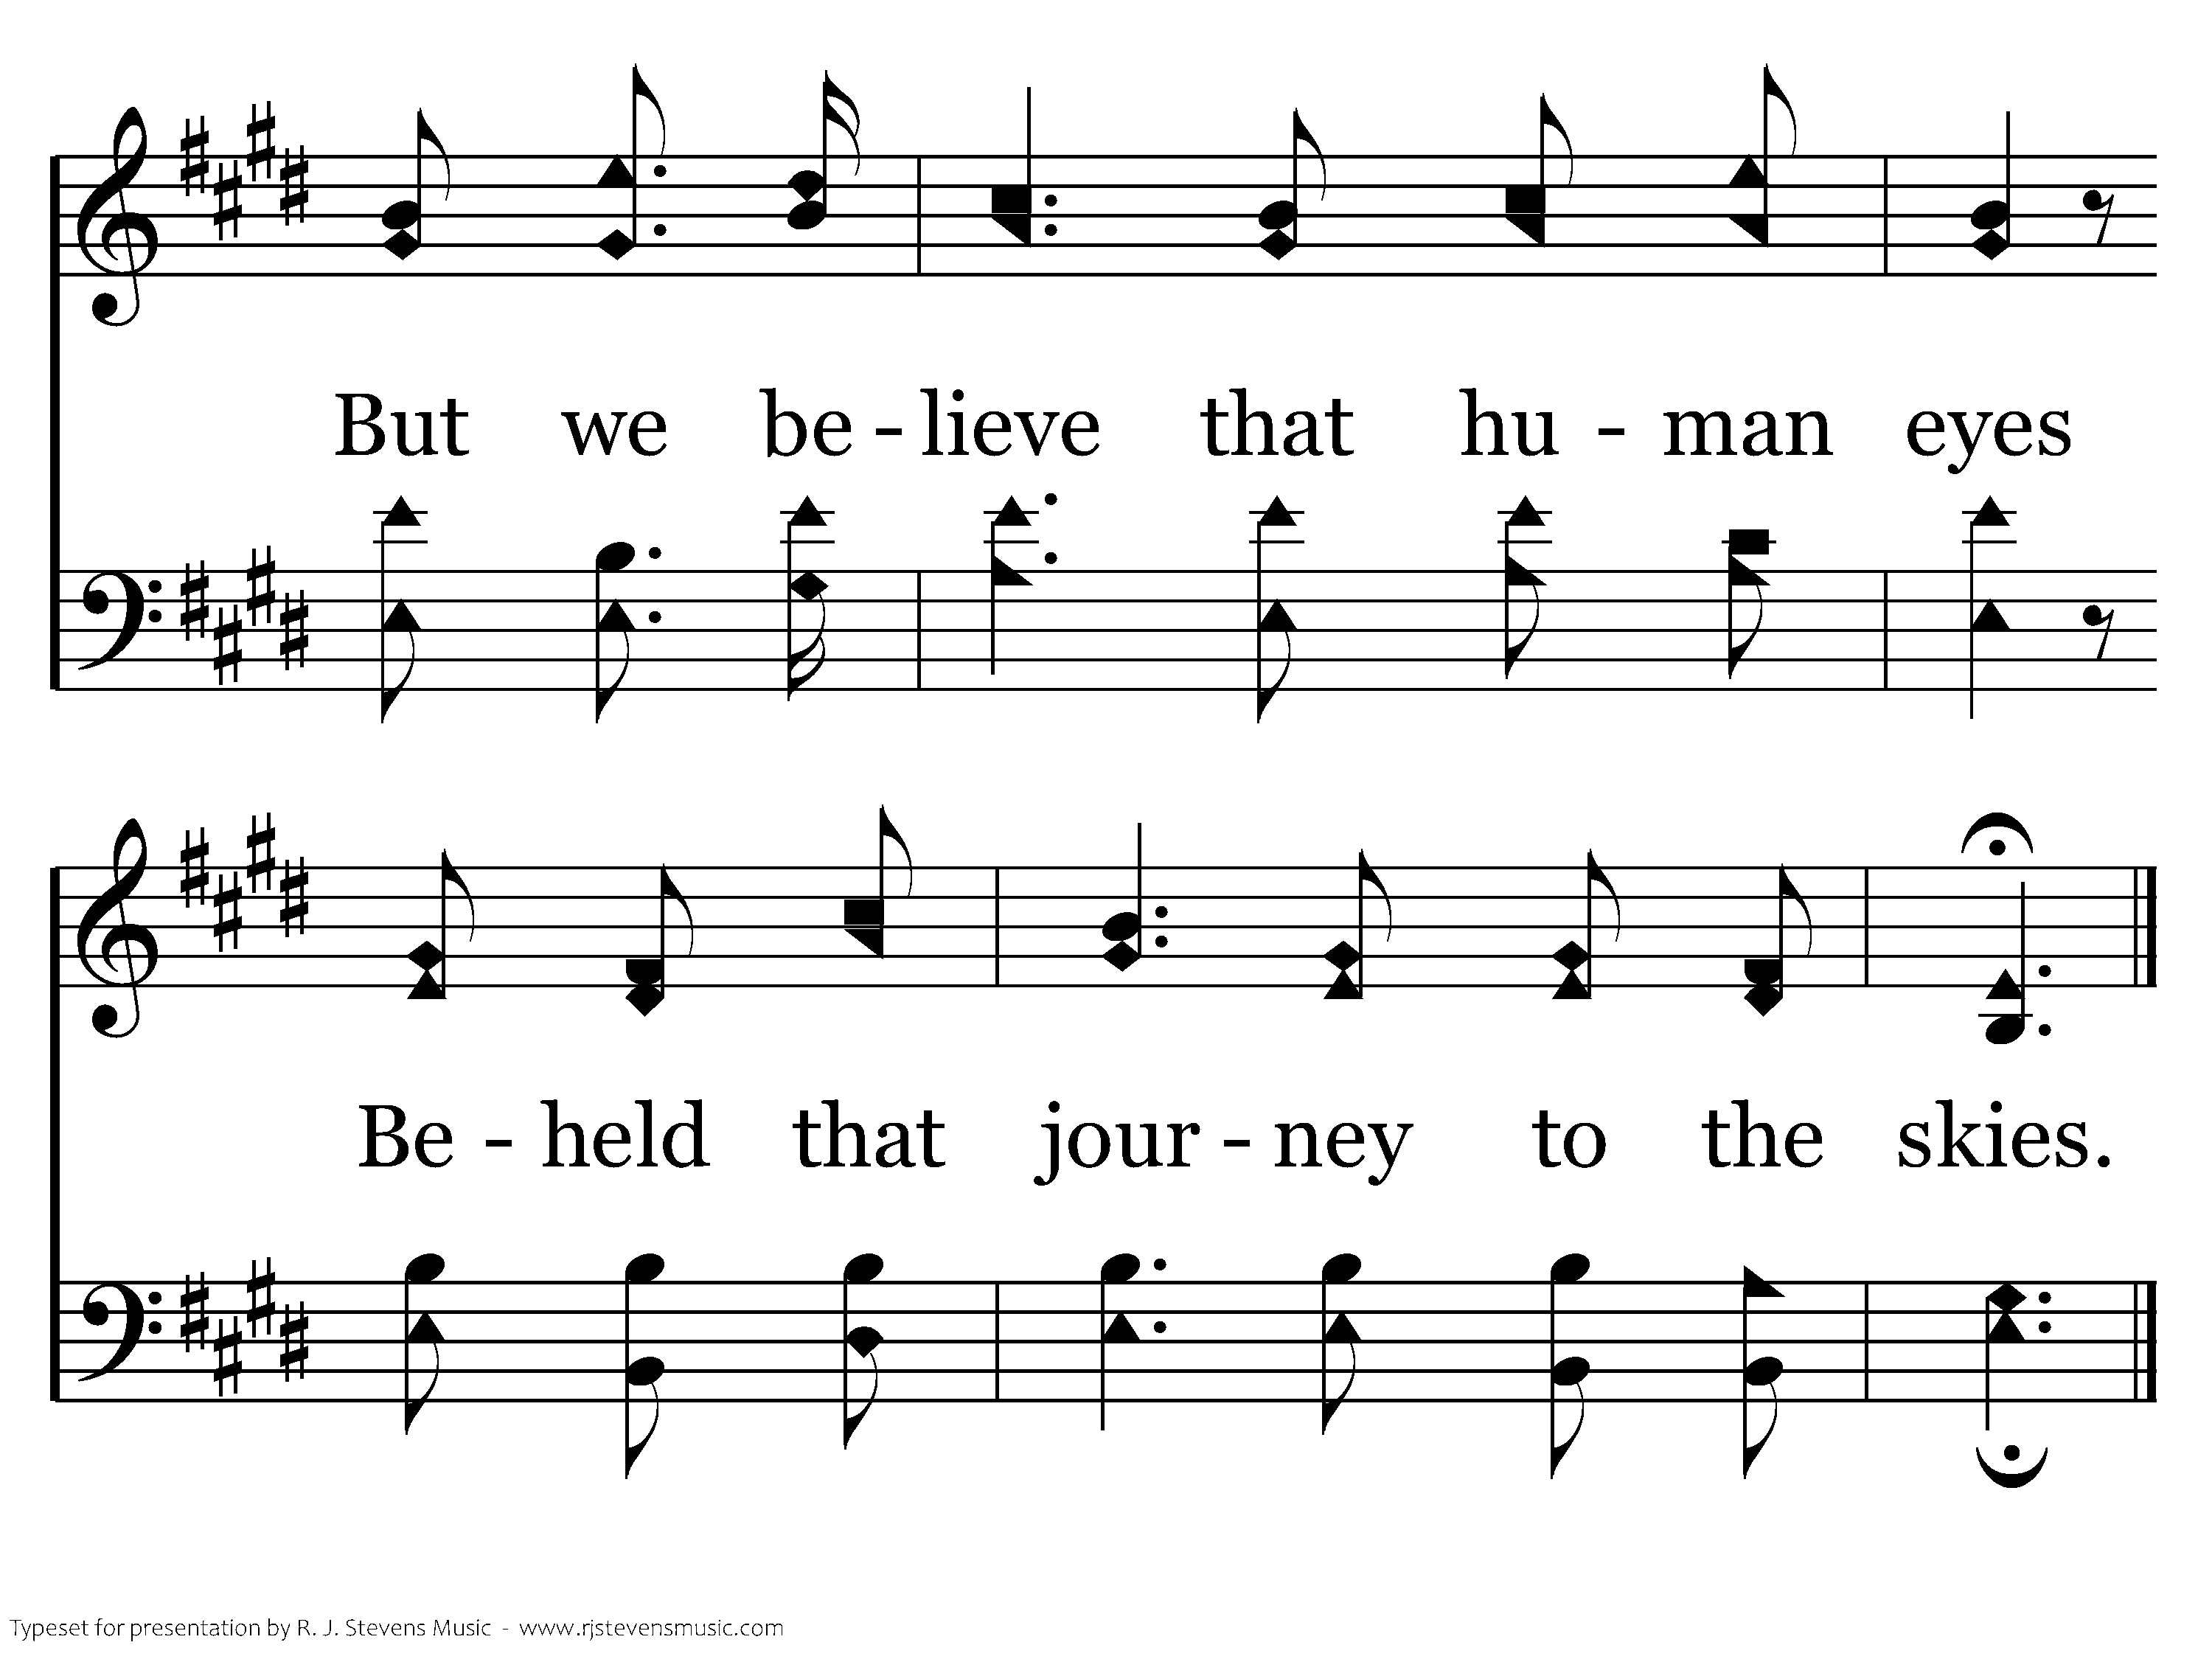 But we be - lieve that hu - man eyes
Be - held that jour - ney to the skies.
Typeset for presentation by R. J. Stevens Music - www.rjstevensmusic.com